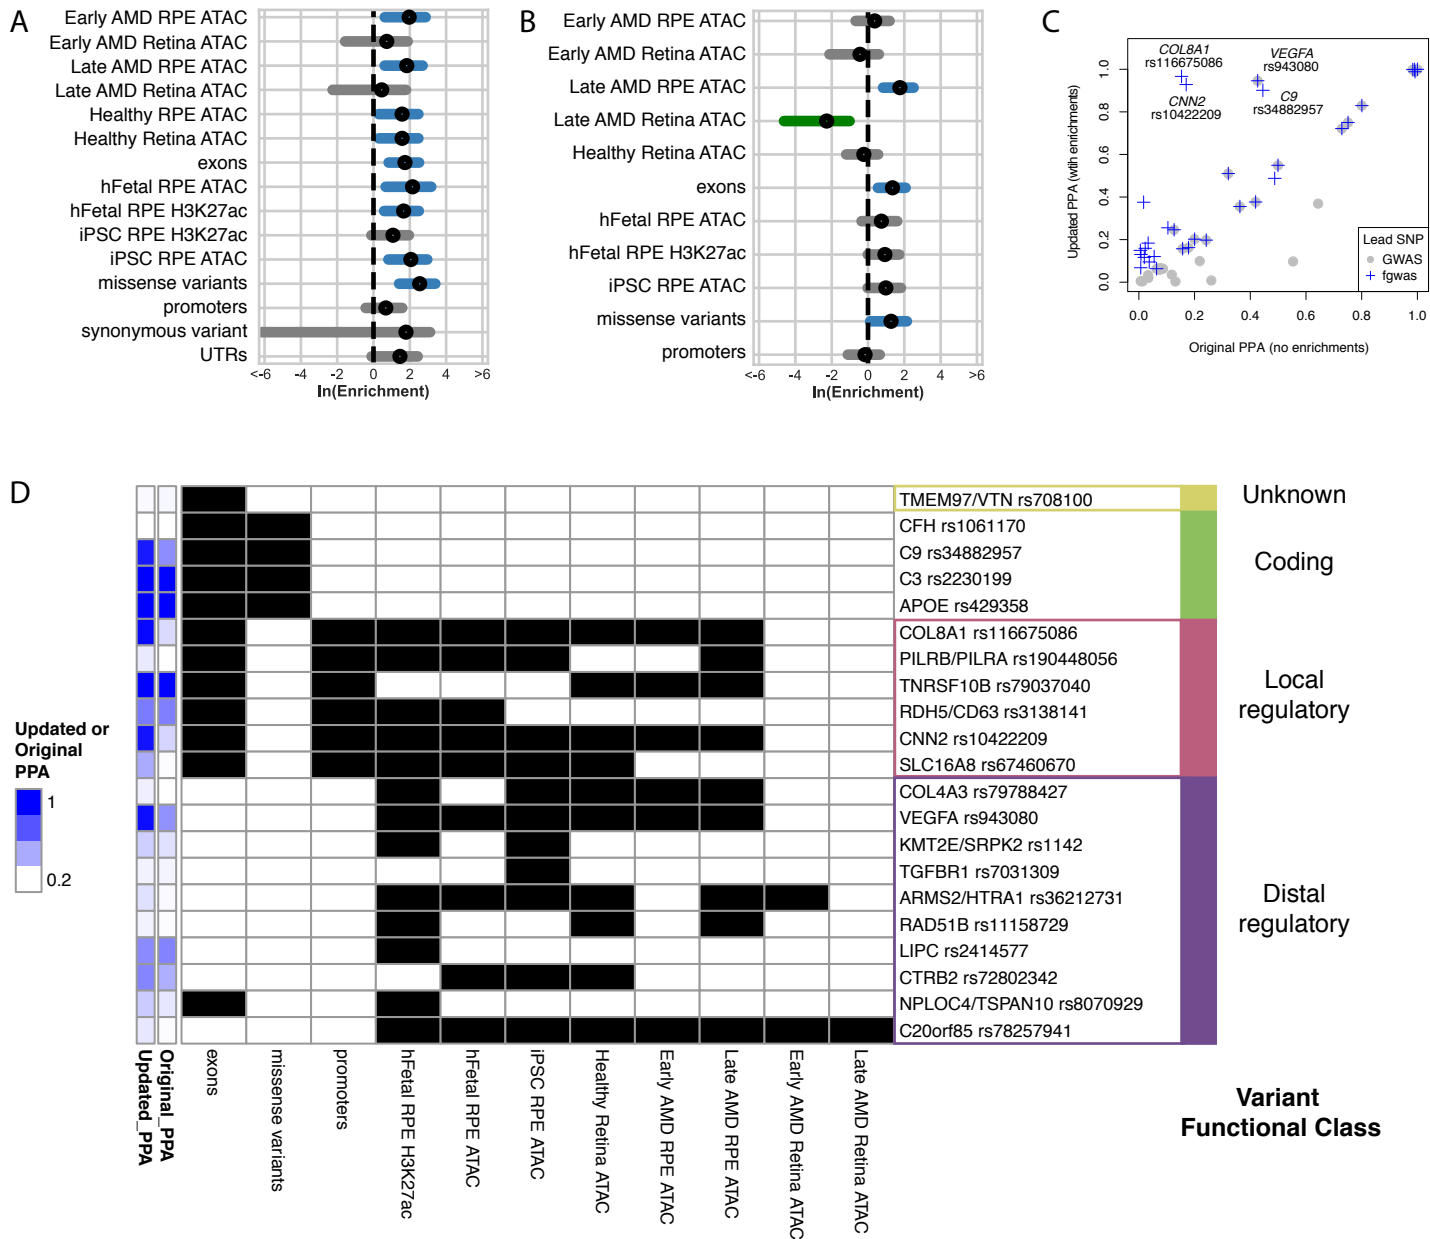 A
Early AMD RPE ATAC
Early AMD Retina ATAC
Late AMD RPE ATAC
Late AMD Retina ATAC
Healthy RPE ATAC
Healthy Retina ATAC
exons
hFetal RPE ATAC
hFetal RPE H3K27ac
iPSC RPE H3K27ac
iPSC RPE ATAC
missense variants
promoters
synonymous variant
UTRs
<-6 -4 -2 0 2 4 >6
ln(Enrichment)
B
Early AMD RPE ATAC
Early AMD Retina ATAC
Late AMD RPE ATAC
Late AMD Retina ATAC
Healthy Retina ATAC
exons
hFetal RPE ATAC
hFetal RPE H3K27ac
iPSC RPE ATAC
missense variants
promoters
<-6 -4 -2 0 2 4 >6
ln(Enrichment)
C
Updated PPA (wtih enrichments)
1.0
0.8
0.6
0.4
0.2
0.0
COL8A1
rs116675086
VEGFA
rs943080
CNN2
rs10422209
C9
rs34882957
Lead SNP
GWAS
fgwas
0.0 0.2 0.4 0.6 0.8 1.0
Original PPA (no enrichments)
D
Updated or
Original
PPA
1
0.2
TMEM97/VTN rs708100
CFH rs1061170
C9 rs34882957
C3 rs2230199
APOE rs429358
COL8A1 rs116675086
PILRB/PILRA rs190448056
TNRSF10B rs79037040
RDH5/CD63 rs3138141
CNN2 rs10422209
SLC16A8 rs67460670
COL4A3 rs79788427
VEGFA rs943080
KMT2E/SRPK2 rs1142
TGFBR1 rs7031309
ARMS2/HTRA1 rs36212731
RAD51B rs11158729
LIPC rs2414577
CTRB2 rs72802342
NPLOC4/TSPAN10 rs8070929
C20orf85 rs78257941
Unknown
Coding
Local
regulatory
Distal
regulatory
Updated_PPA
Original_PPA
exons
missense variants
promoters
hFetal RPE H3K27ac
hFetal RPE ATAC
iPSC RPE ATAC
Healthy Retina ATAC
Early AMD RPE ATAC
Late AMD RPE ATAC
Early AMD Retina ATAC
Late AMD Retina ATAC
Variant
Functional Class